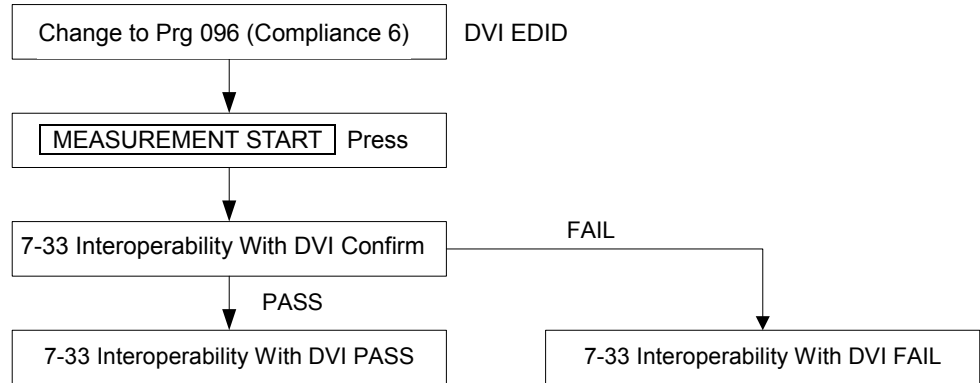 Change to Prg 096 (Compliance 6)
DVI EDID
MEASUREMENT START Press
7-33 Interoperability With DVI Confirm
FAIL
PASS
7-33 Interoperability With DVI PASS
7-33 Interoperability With DVI FAIL